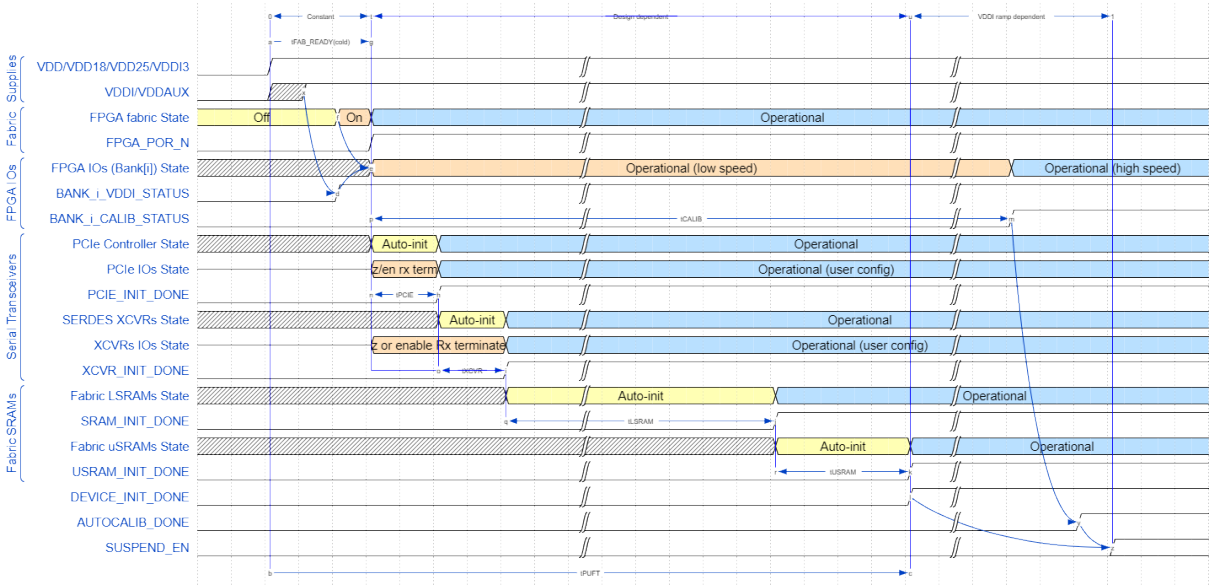 0 Constant i Design dependent u VDDI ramp dependent 1
a tFAB_READY(cold) g
Supplies
VDD/VDD18/VDD25/VDDI3
VDDI/VDDAUX
Fabric
FPGA fabric State Off On Operational
FPGA_POR_N
FPGA IOs
FPGA IOs (Bank[i]) State Operational (low speed) Operational (high speed)
BANK_i_VDDI_STATUS d
BANK_i_CALIB_STATUS p tCALIB m
Serial Transceivers
PCIe Controller State Auto-init Operational
PCIe IOs State z/en rx term Operational (user config)
PCIE_INIT_DONE n tPCIE h
SERDES XCVRs State Auto-init Operational
XCVRs IOs State z or enable Rx terminate Operational (user config)
XCVR_INIT_DONE o tXCVR j
Fabric SRAMs
Fabric LSRAMs State Auto-init Operational
SRAM_INIT_DONE q tLSRAM
Fabric uSRAMs State Auto-init Operational
USRAM_INIT_DONE r tUSRAM k
DEVICE_INIT_DONE
AUTOCALIB_DONE
SUSPEND_EN
b tPUFT c